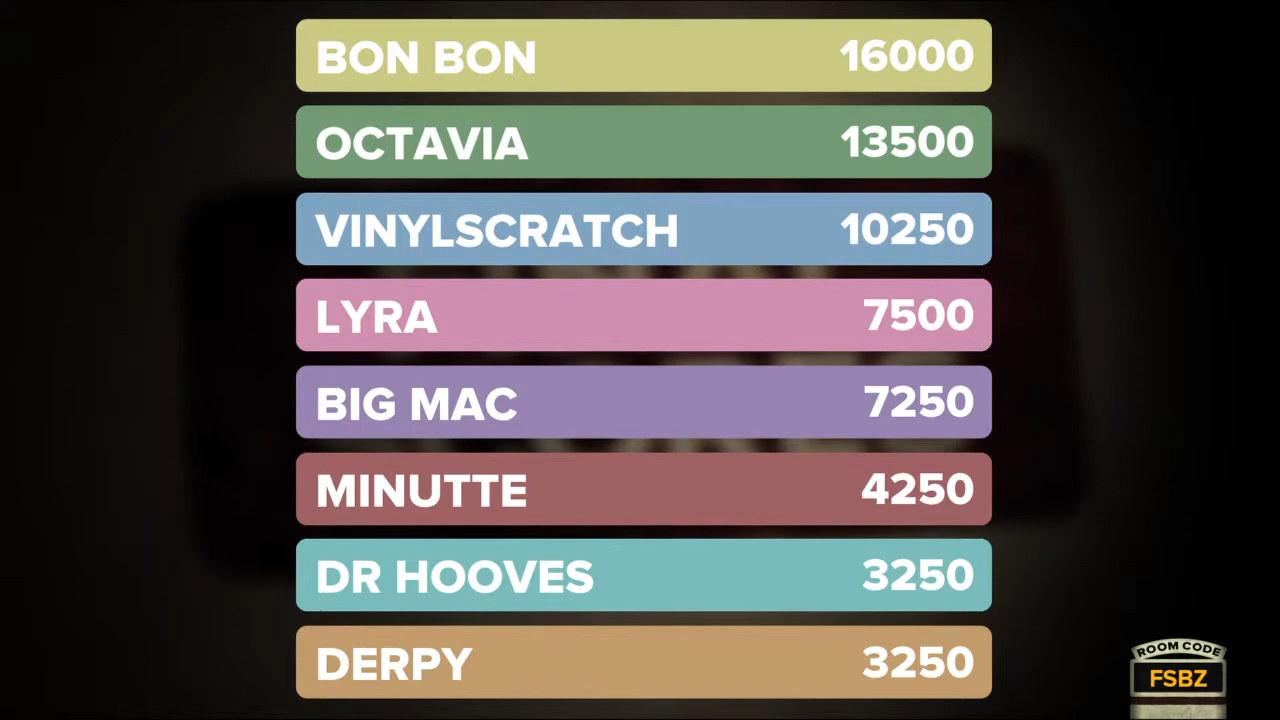 BON BON 16000
OCTAVIA 13500
VINYLSCRATCH 10250
LYRA 7500
BIG MAC 7250
MINUTTE 4250
DR HOOVES 3250
DERPY 3250
ROOM CODE
FSBZ